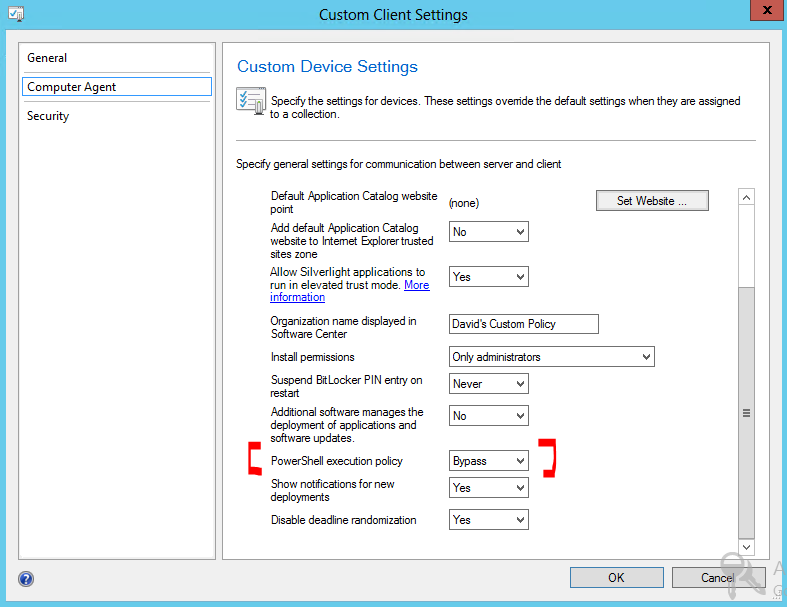 Custom Client Settings
x
General
Computer Agent
Security
Custom Device Settings
Specify the settings for devices. These settings override the default settings when they are assigned
to a collection.
Specify general settings for communication between server and client
Default Application Catalog website
point
(none)
Set Website ...
Add default Application Catalog
website to Internet Explorer trusted
sites zone
No
Allow Silverlight applications to
run in elevated trust mode. More
information
Yes
Organization name displayed in
Software Center
David's Custom Policy
Install permissions
Only administrators
Suspend BitLocker PIN entry on
restart
Never
Additional software manages the
deployment of applications and
software updates.
No
PowerShell execution policy
Bypass
Show notifications for new
deployments
Yes
Disable deadline randomization
Yes
?
OK
Cancel